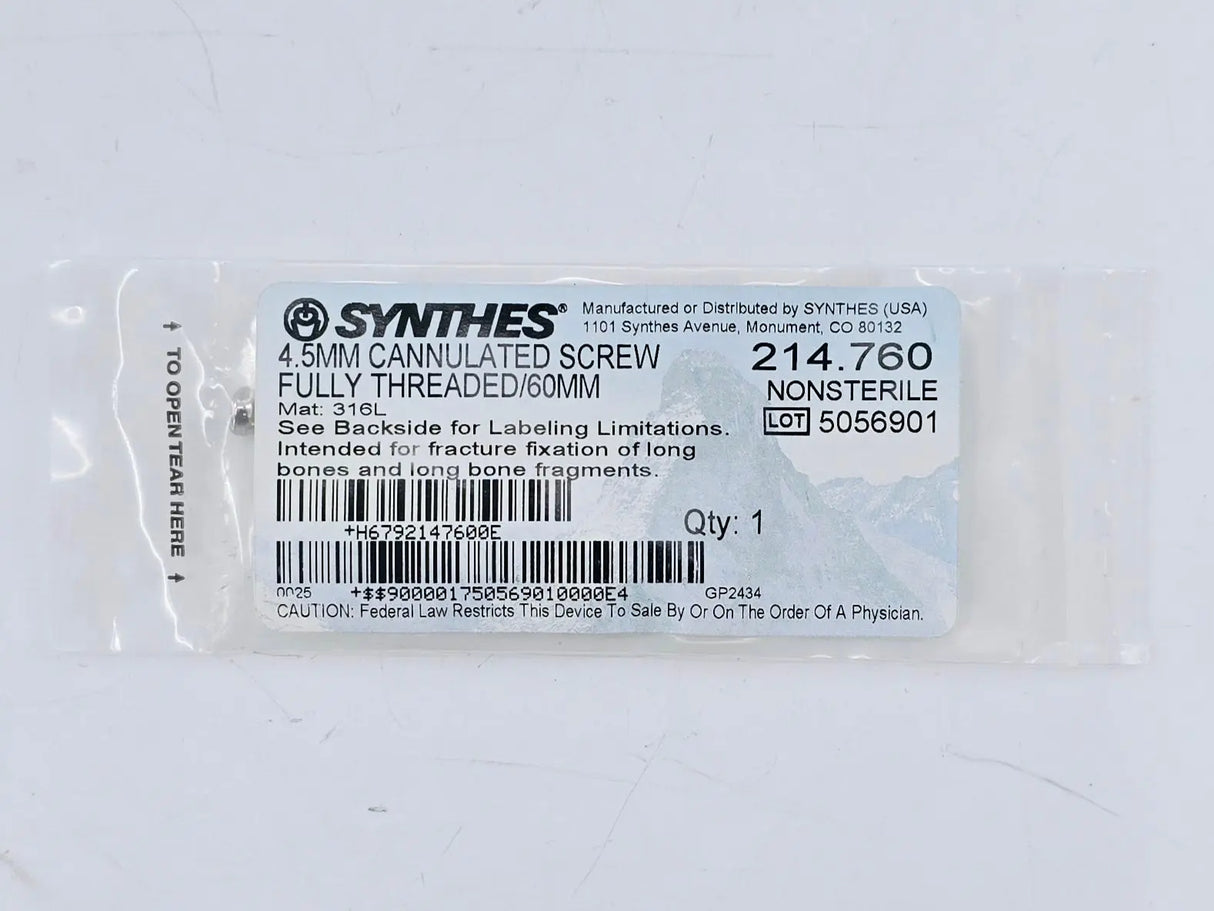 ↑ TO OPEN TEAR HERE ↑
SYNTHES®
Manufactured or Distributed by SYNTHES (USA)
1101 Synthes Avenue, Monument, CO 80132
4.5MM CANNULATED SCREW
FULLY THREADED/60MM
214.760
NONSTERILE
LOT 5056901
Mat: 316L
See Backside for Labeling Limitations.
Intended for fracture fixation of long
bones and long bone fragments.
+H6792147600E
Qty: 1
0025
+$$9000001750569010000E4
GP2434
CAUTION: Federal Law Restricts This Device To Sale By Or On The Order Of A Physician.